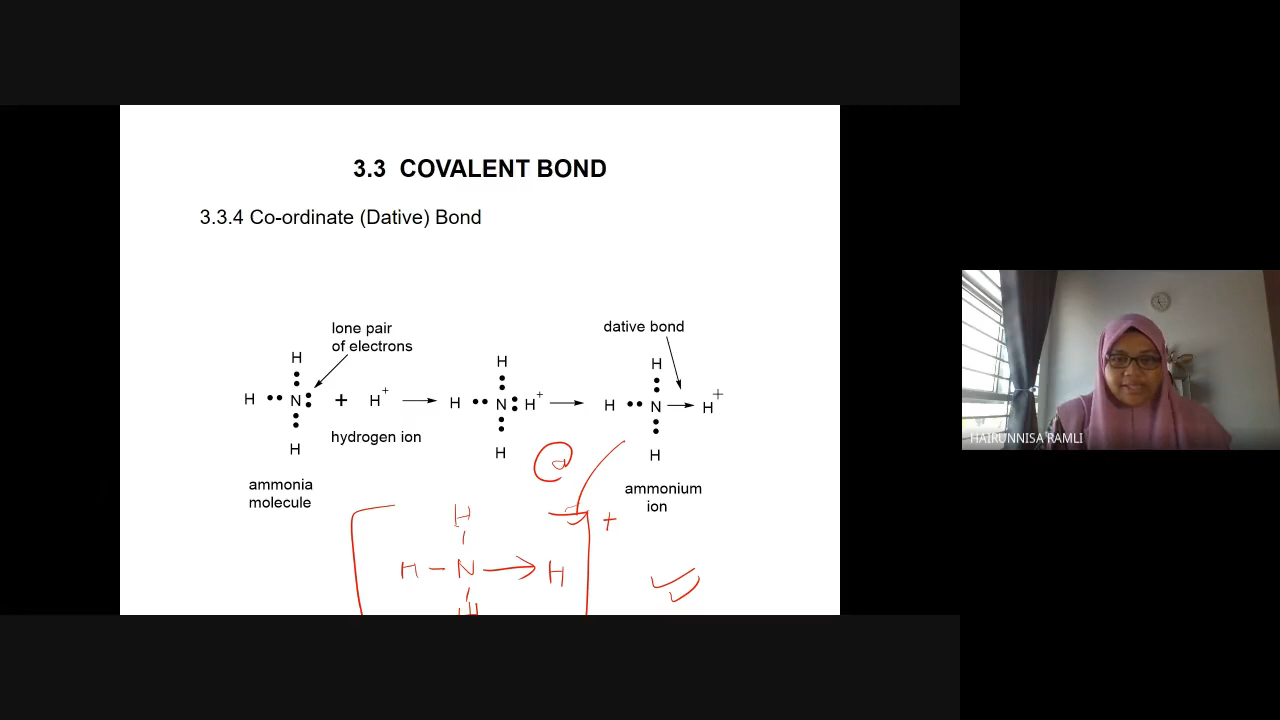 3.3 COVALENT BOND
3.3.4 Co-ordinate (Dative) Bond
lone pair
of electrons
H
H N + H+
H
hydrogen ion
ammonia
molecule
H
H N H+
H
dative bond
H
H N H+
H
ammonium
ion
@
H
H – N → H
H
+
HAIRUNNISA RAMLI